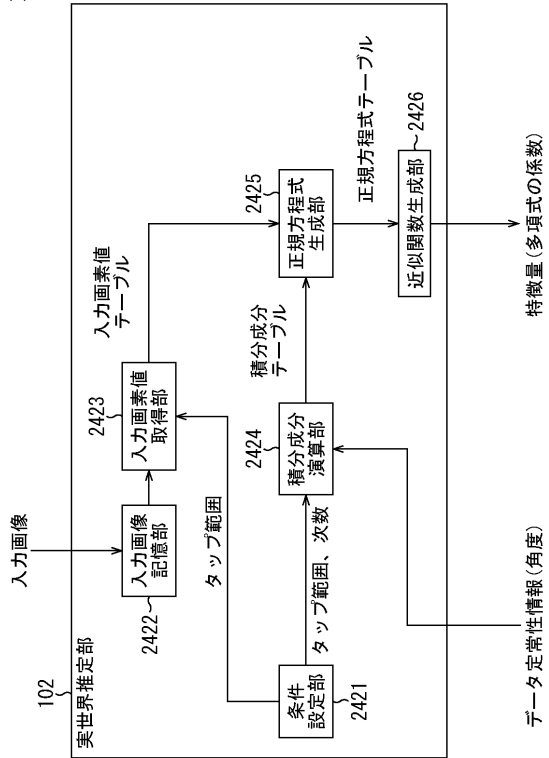 入力画像
102
実世界推定部
入力画像
記憶部
2422
2423
入力画素値
取得部
入力画素値
テーブル
タップ範囲
条件
設定部
2421
タップ範囲、次数
2424
積分成分
演算部
積分成分
テーブル
2425
正規方程式
生成部
正規方程式テーブル
2426
近似関数生成部
データ定常性情報(角度)
特徴量(多項式の係数)